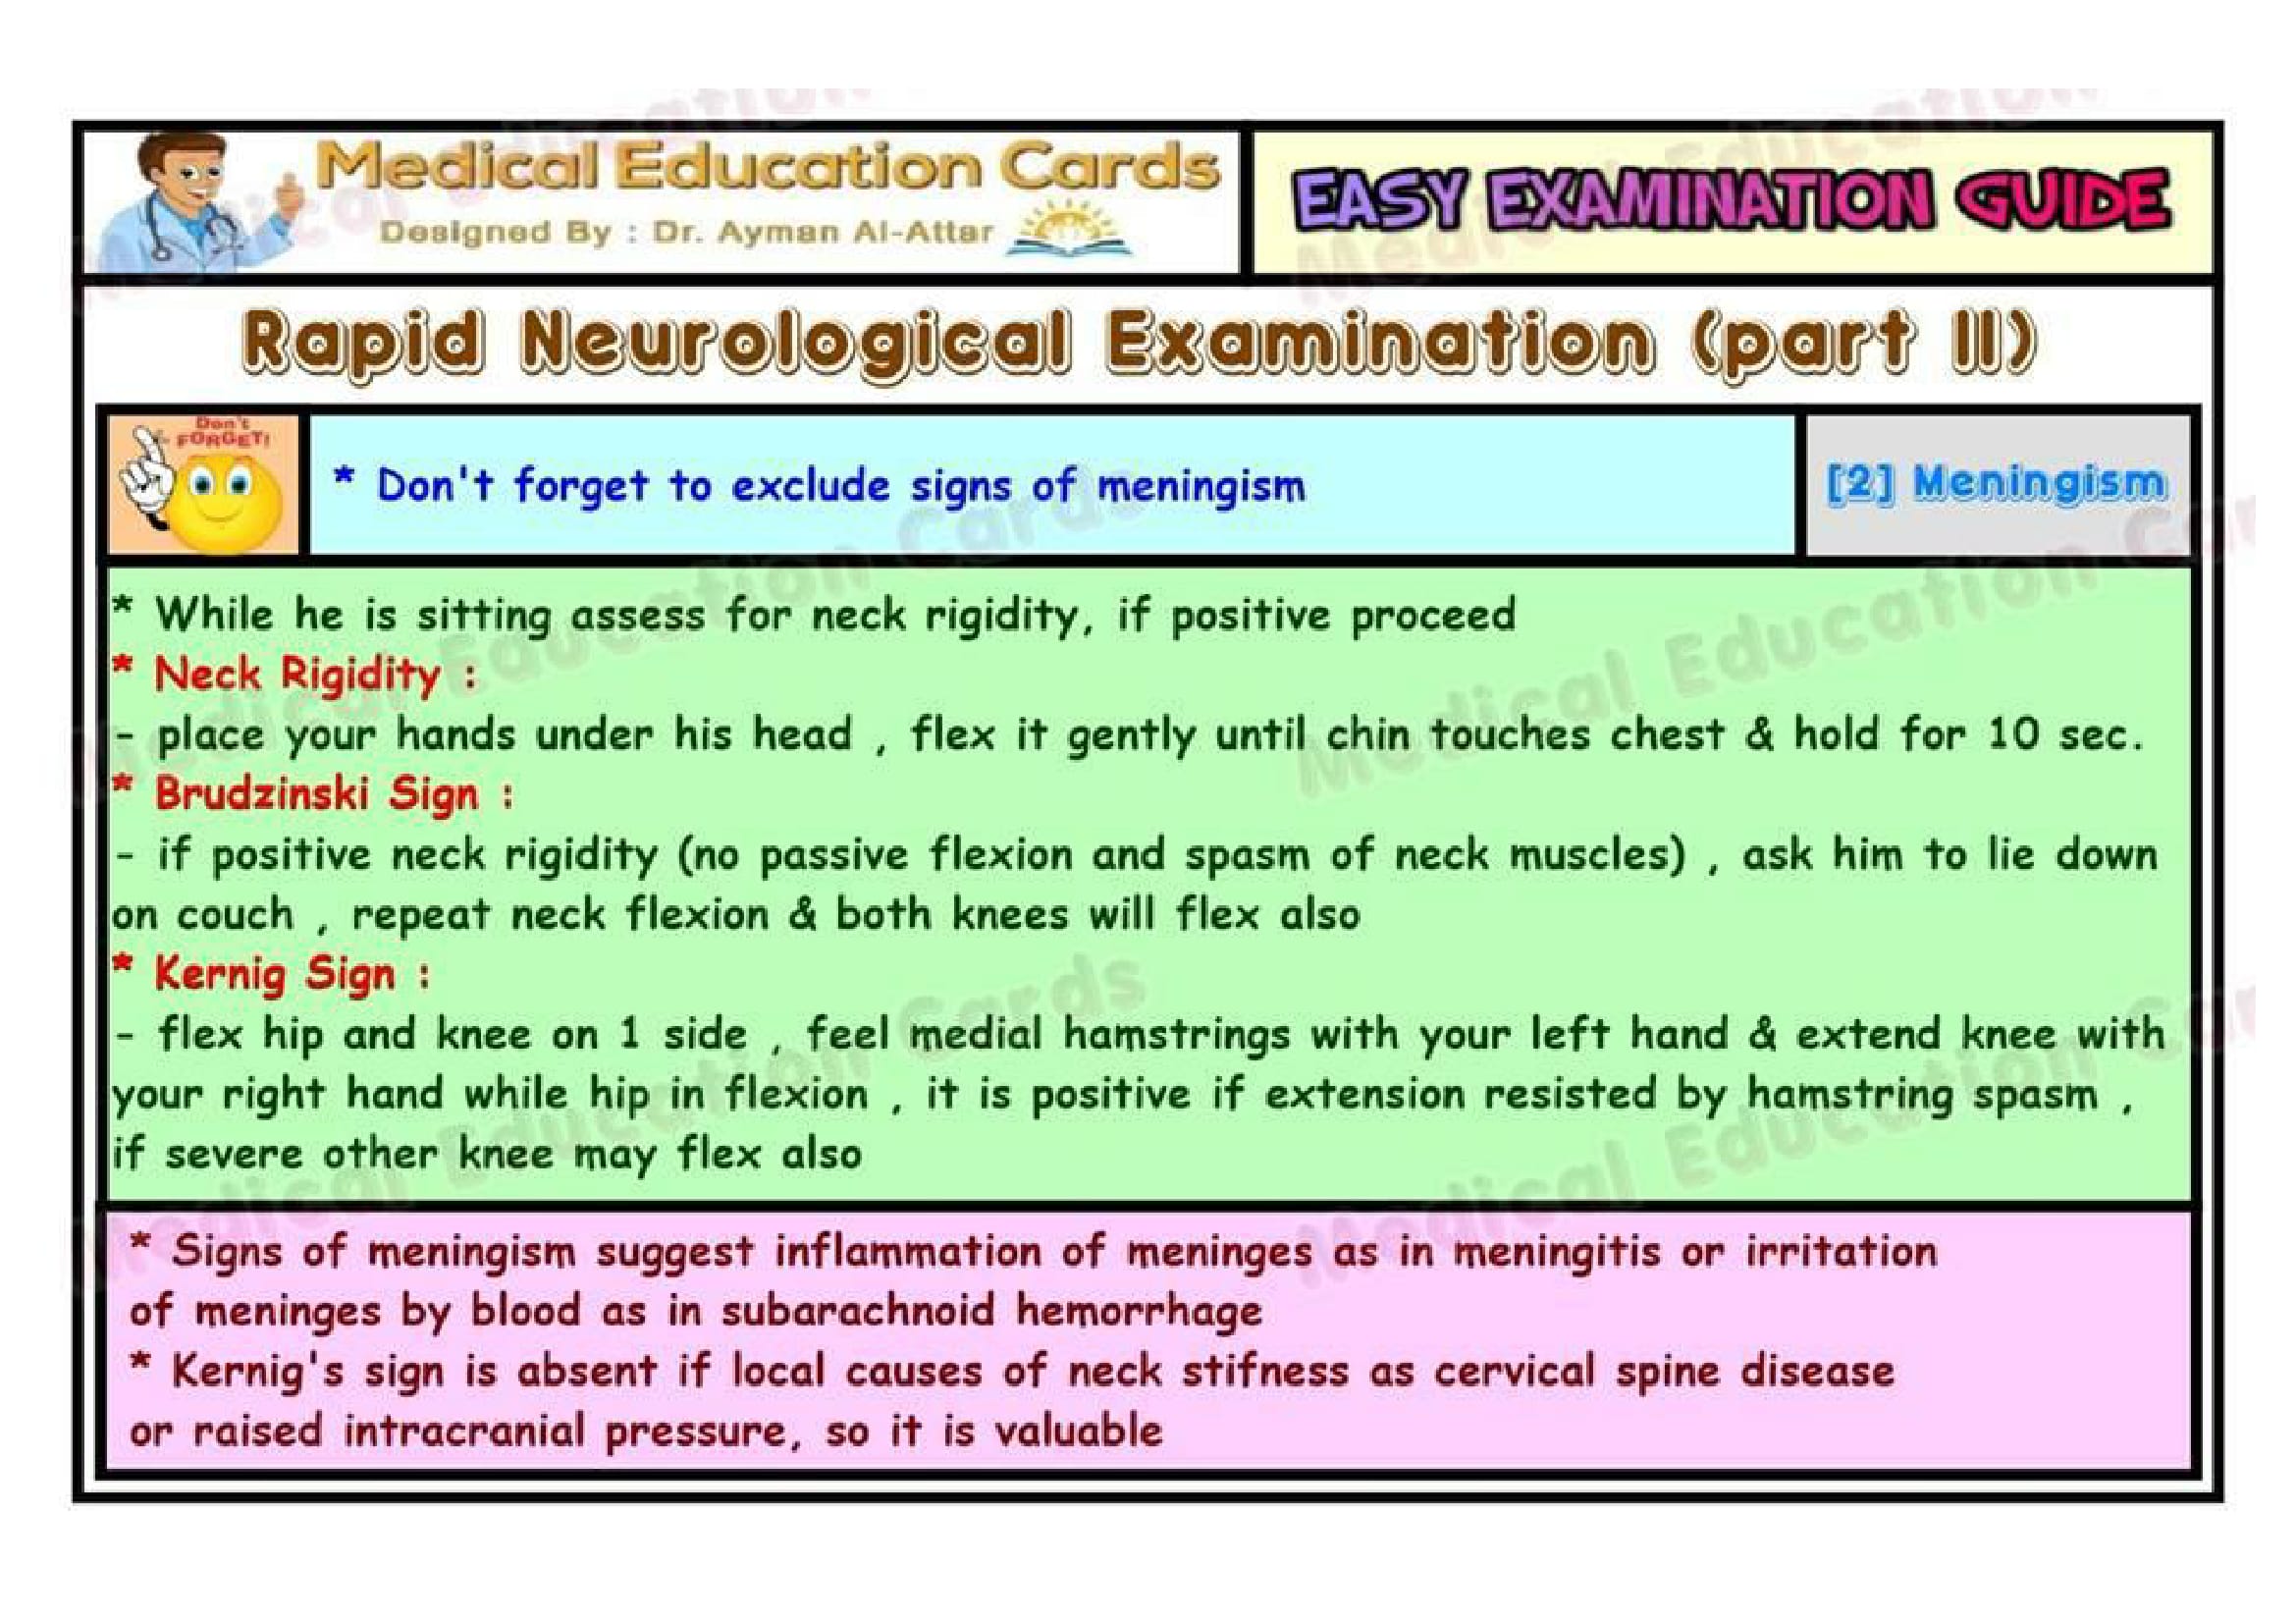 Medical Education Cards
Designed By : Dr. Ayman Al-Attar
EASY EXAMINATION GUIDE
Rapid Neurological Examination (part II)
Don't
FORGET!
* Don't forget to exclude signs of meningism
[2] Meningism
* While he is sitting assess for neck rigidity, if positive proceed
* Neck Rigidity :
- place your hands under his head , flex it gently until chin touches chest & hold for 10 sec.
* Brudzinski Sign :
- if positive neck rigidity (no passive flexion and spasm of neck muscles) , ask him to lie down
on couch , repeat neck flexion & both knees will flex also
* Kernig Sign :
- flex hip and knee on 1 side , feel medial hamstrings with your left hand & extend knee with
your right hand while hip in flexion , it is positive if extension resisted by hamstring spasm ,
if severe other knee may flex also
* Signs of meningism suggest inflammation of meninges as in meningitis or irritation
of meninges by blood as in subarachnoid hemorrhage
* Kernig's sign is absent if local causes of neck stifness as cervical spine disease
or raised intracranial pressure, so it is valuable